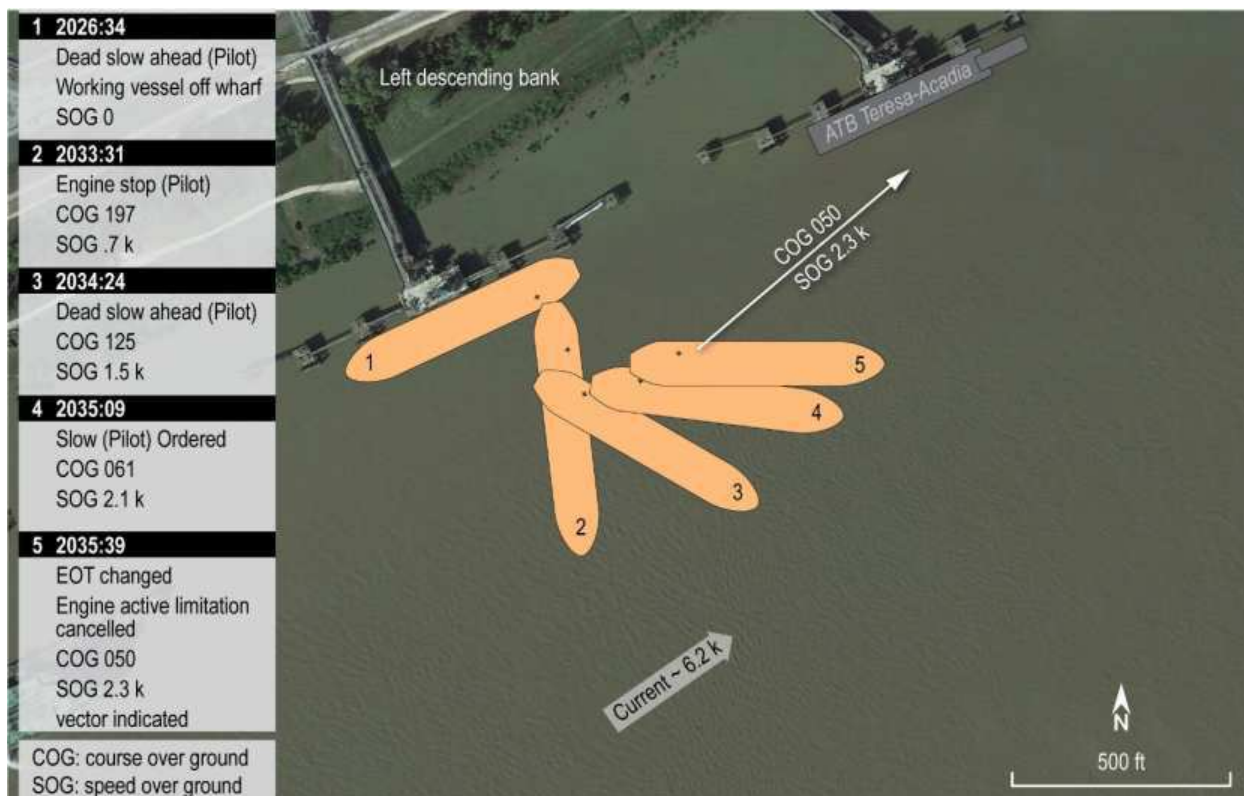 1 2026:34
Dead slow ahead (Pilot)
Working vessel off wharf
SOG 0
2 2033:31
Engine stop (Pilot)
COG 197
SOG .7 k
3 2034:24
Dead slow ahead (Pilot)
COG 125
SOG 1.5 k
4 2035:09
Slow (Pilot) Ordered
COG 061
SOG 2.1 k
5 2035:39
EOT changed
Engine active limitation
cancelled
COG 050
SOG 2.3 k
vector indicated
COG: course over ground
SOG: speed over ground
Left descending bank
ATB Teresa-Acadia
COG 050
SOG 2.3 k
1
5
4
3
2
Current ~ 6.2 k
N
500 ft